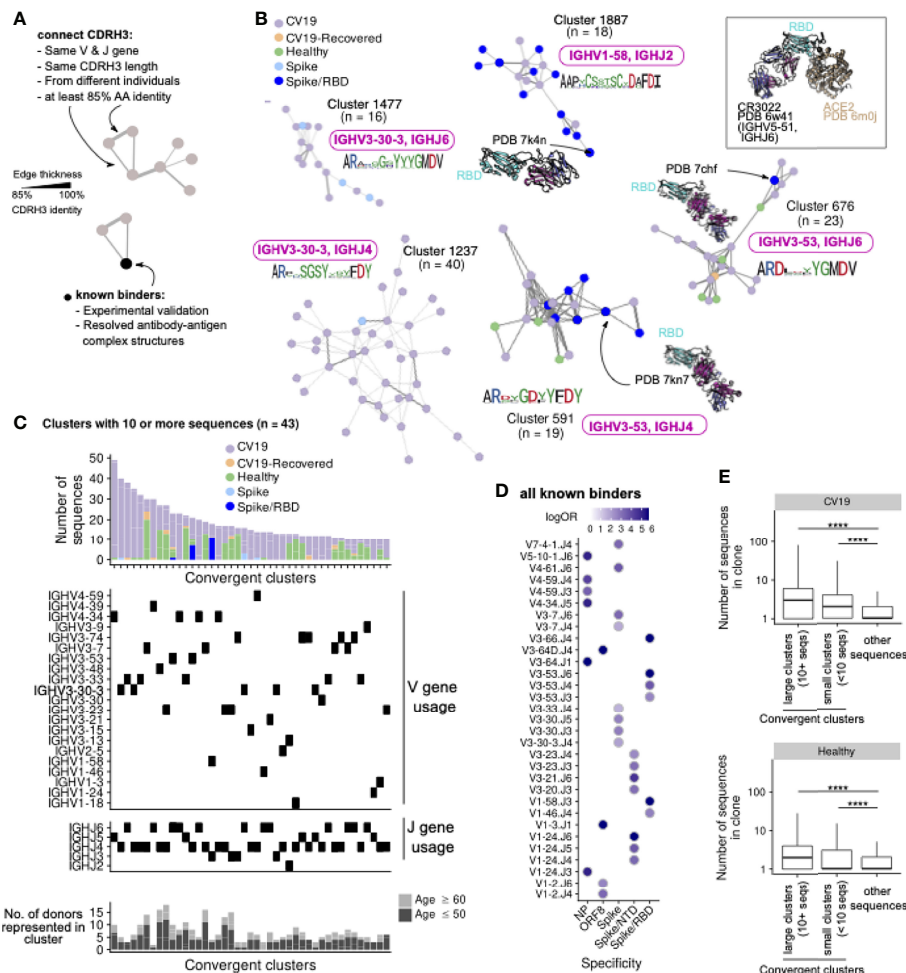 A
connect CDRH3:
- Same V & J gene
- Same CDRH3 length
- From different individuals
- at least 85% AA identity
Edge thickness
85% 100%
CDRH3 identity
known binders:
- Experimental validation
- Resolved antibody-antigen
complex structures
B
CV19
CV19-Recovered
Healthy
Spike
Spike/RBD
Cluster 1477
(n = 16)
IGHV3-30-3, IGHJ6
Cluster 1887
(n = 18)
IGHV1-58, IGHJ2
PDB 7k4n
RBD
RBD
CR3022
PDB 6w41
(IGHV5-51,
IGHJ6)
ACE2
PDB 6m0j
PDB 7chf
RBD
Cluster 676
(n = 23)
IGHV3-53, IGHJ6
IGHV3-30-3, IGHJ4
Cluster 1237
(n = 40)
RBD
PDB 7kn7
Cluster 591
(n = 19)
IGHV3-53, IGHJ4
C
Clusters with 10 or more sequences (n = 43)
CV19
CV19-Recovered
Healthy
Spike
Spike/RBD
Number of
sequences
50
40
30
20
10
0
Convergent clusters
IGHV4-59
IGHV4-39
IGHV4-34
IGHV3-9
IGHV3-74
IGHV3-7
IGHV3-53
IGHV3-48
IGHV3-33
IGHV3-30-3
IGHV3-30
IGHV3-23
IGHV3-21
IGHV3-15
IGHV3-13
IGHV2-5
IGHV1-58
IGHV1-46
IGHV1-3
IGHV1-24
IGHV1-18
V gene
usage
IGHJ6
IGHJ5
IGHJ4
IGHJ3
IGHJ2
J gene
usage
No. of donors
represented in
cluster
15
10
5
0
Age ≥ 60
Age ≤ 50
Convergent clusters
D
all known binders
logOR
0 1 2 3 4 5 6
V7-4-1.J4
V5-10-1.J6
V4-61.J6
V4-59.J4
V4-59.J3
V4-34.J5
V3-7.J6
V3-7.J4
V3-66.J4
V3-64D.J4
V3-64.J1
V3-53.J6
V3-53.J4
V3-53.J3
V3-33.J4
V3-30.J5
V3-30.J3
V3-30-3.J4
V3-23.J4
V3-23.J3
V3-21.J6
V3-20.J3
V1-58.J3
V1-46.J4
V1-3.J1
V1-24.J6
V1-24.J5
V1-24.J4
V1-24.J3
V1-2.J6
V1-2.J4
NP
ORF8
Spike
Spike/NTD
Spike/RBD
Specificity
E
CV19
Number of sequences
in clone
100
10
1
****
****
large clusters
(10+ seqs)
small clusters
(<10 seqs)
other
sequences
Convergent clusters
Healthy
Number of sequences
in clone
100
10
1
****
****
large clusters
(10+ seqs)
small clusters
(<10 seqs)
other
sequences
Convergent clusters